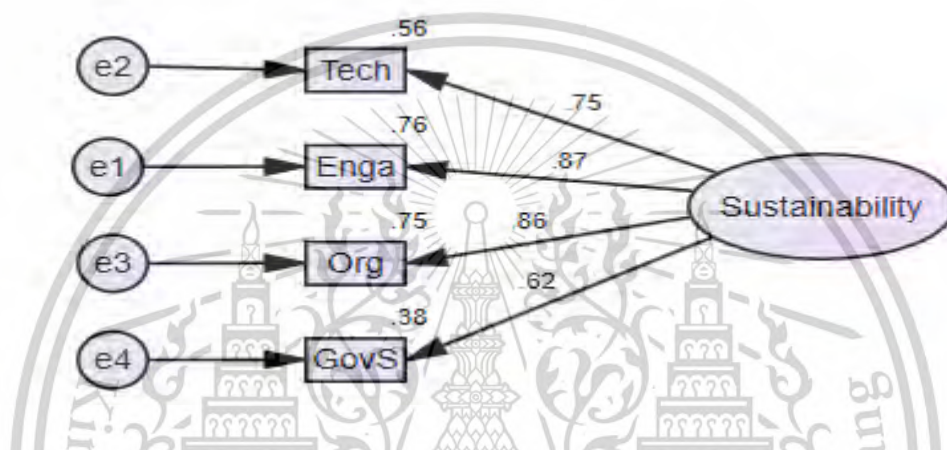 .56
e2 Tech
.75
.76
e1 Enga
.87
Sustainability
.75 .86
e3 Org
.62
.38
e4 GovS